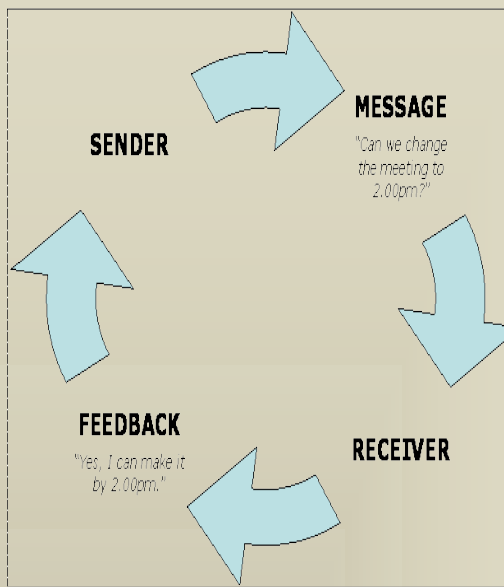 SENDER
MESSAGE
"Can we change
the meeting to
2.00pm?"
RECEIVER
FEEDBACK
"Yes, I can make it
by 2.00pm."